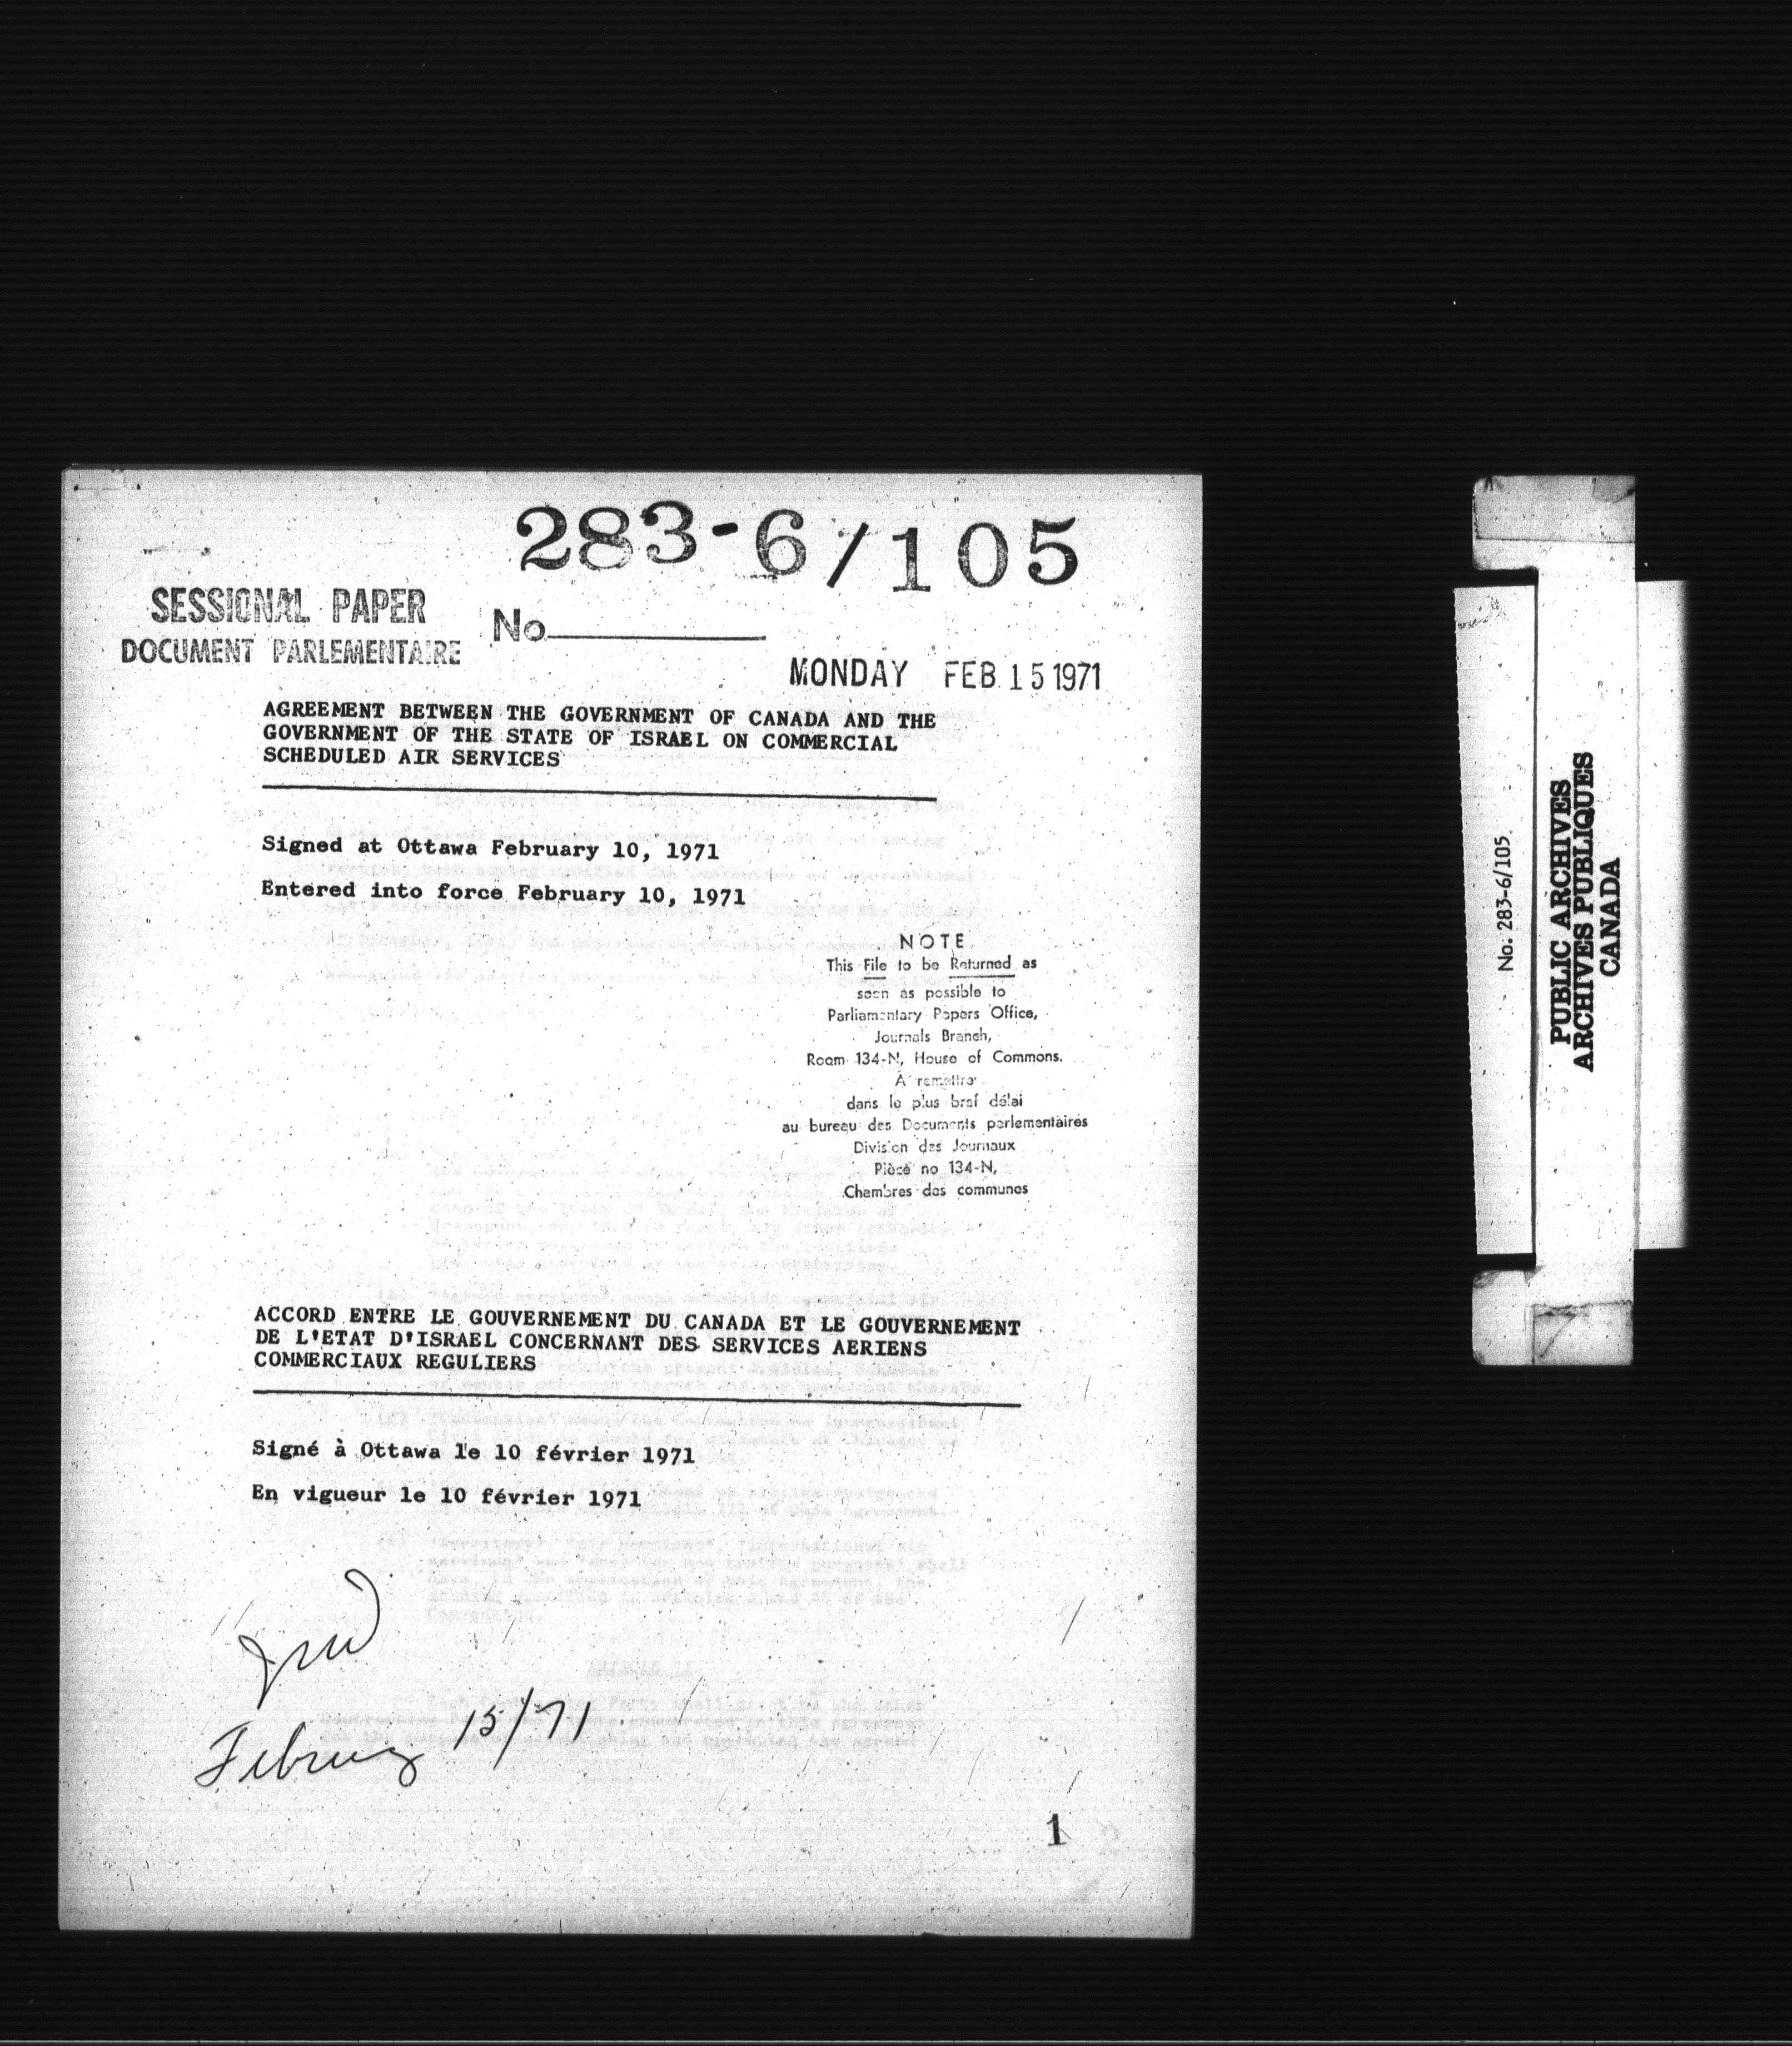 283-6/105
SESSIONAL PAPER
DOCUMENT PARLEMENTAIRE
No
MONDAY FEB 15 1971
AGREEMENT BETWEEN THE GOVERNMENT OF CANADA AND THE
GOVERNMENT OF THE STATE OF ISRAEL ON COMMERCIAL
SCHEDULED AIR SERVICES
Signed at Ottawa February 10, 1971
Entered into force February 10, 1971
NOTE
This File to be Returned as
soon as possible to
Parliamentary Papers Office,
Journals Branch,
Room 134-N, House of Commons.
A remettre
dans le plus bref délai
au bureau des Documents parlementaires
Division des Journaux
Pièce no 134-N,
Chambres des communes
ACCORD ENTRE LE GOUVERNEMENT DU CANADA ET LE GOUVERNEMENT
DE L'ETAT D'ISRAEL CONCERNANT DES SERVICES AERIENS
COMMERCIAUX REGULIERS
Signé à Ottawa le 10 février 1971
En vigueur le 10 février 1971
February 15/71
1
No. 283-6/105
PUBLIC ARCHIVES
ARCHIVES PUBLIQUES
CANADA